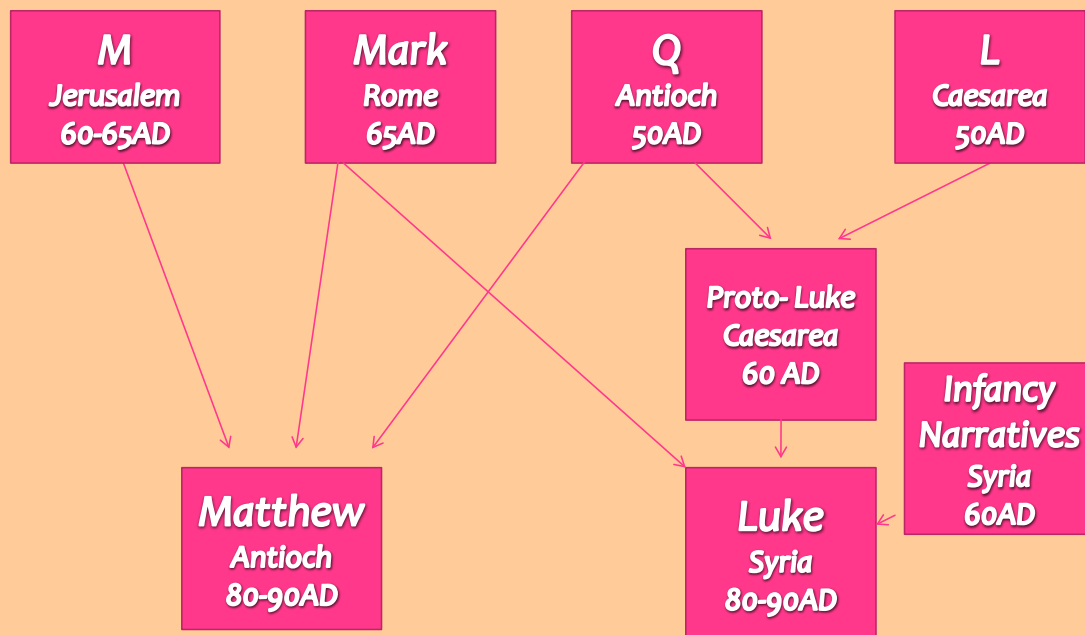 M
Jerusalem
60-65AD
Mark
Rome
65AD
Q
Antioch
50AD
L
Caesarea
50AD
Proto- Luke
Caesarea
60 AD
Infancy
Narratives
Syria
60AD
Matthew
Antioch
80-90AD
Luke
Syria
80-90AD